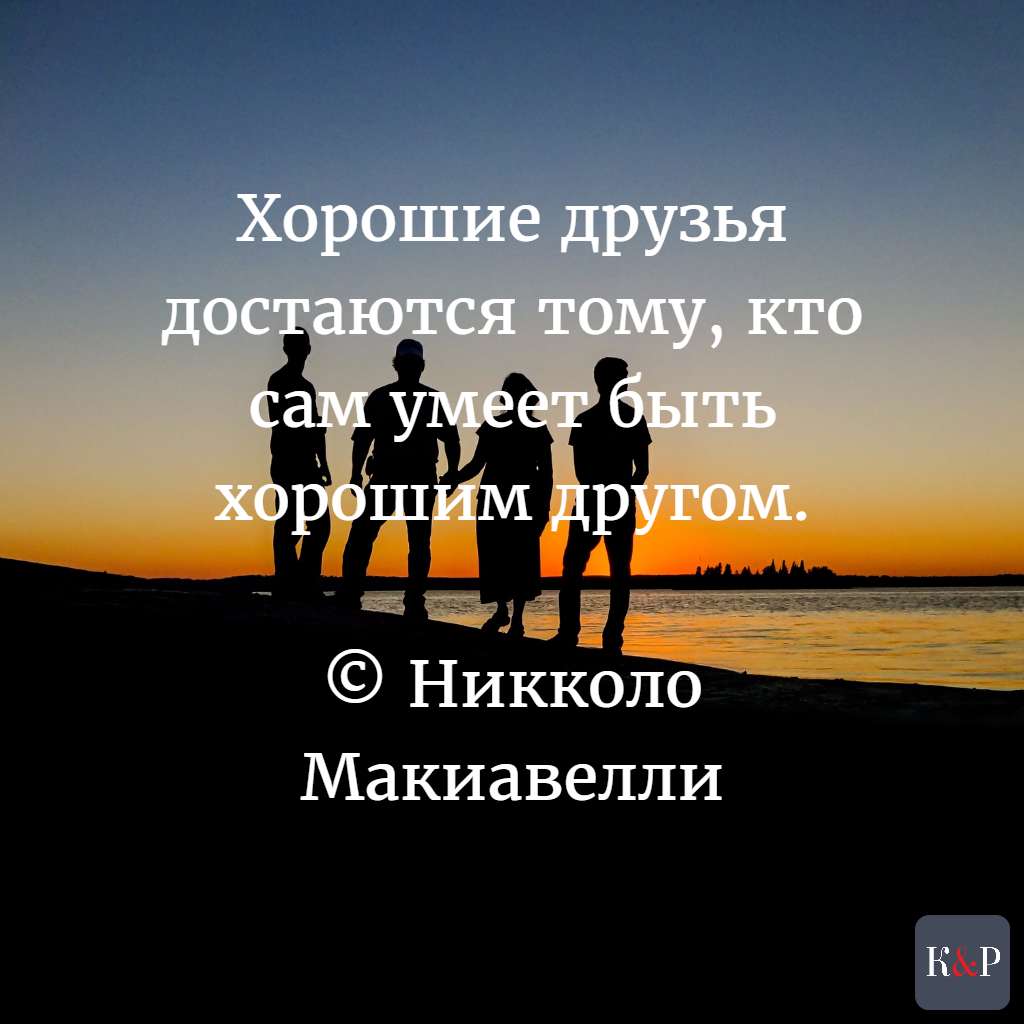 Хорошие друзья
достаются тому, кто
сам умеет быть
хорошим другом.
© Никколо
Макиавелли
K&P